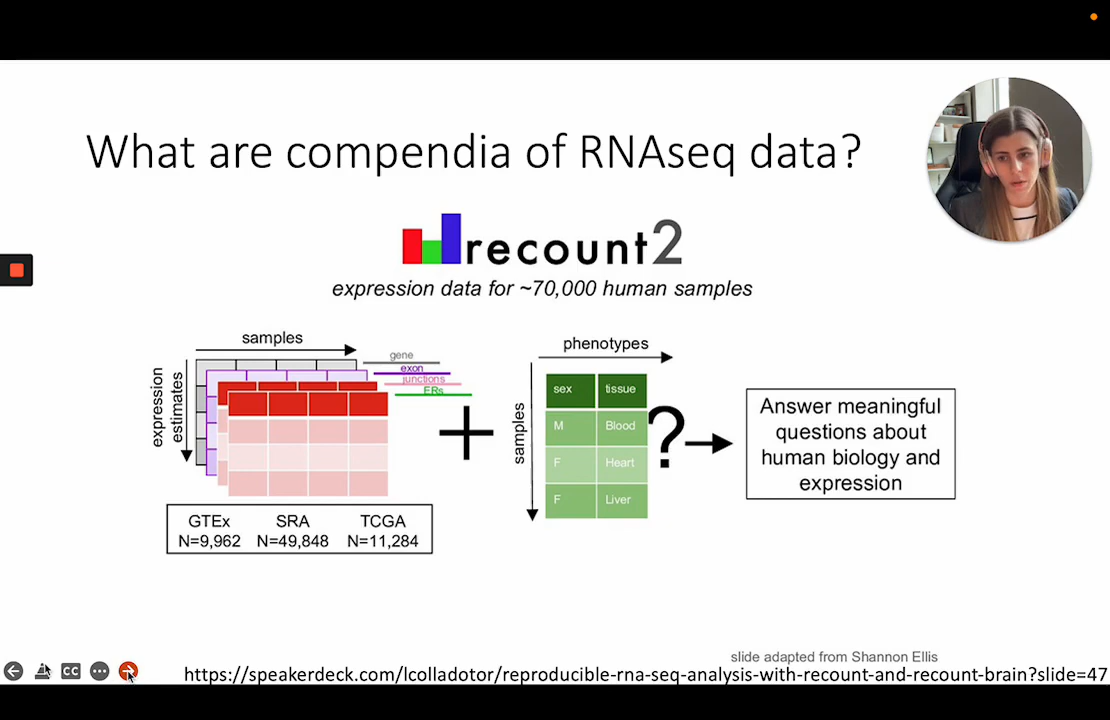 What are compendia of RNAseq data?
recount2
expression data for ~70,000 human samples
samples
expression
estimates
gene
exon
junctions
ERs
GTEx SRA TCGA
N=9,962 N=49,848 N=11,284
+
phenotypes
samples
sex tissue
M Blood
F Heart
F Liver
?
Answer meaningful
questions about
human biology and
expression
slide adapted from Shannon Ellis
CC
https://speakerdeck.com/lcolladotor/reproducible-rna-seq-analysis-with-recount-and-recount-brain?slide=47